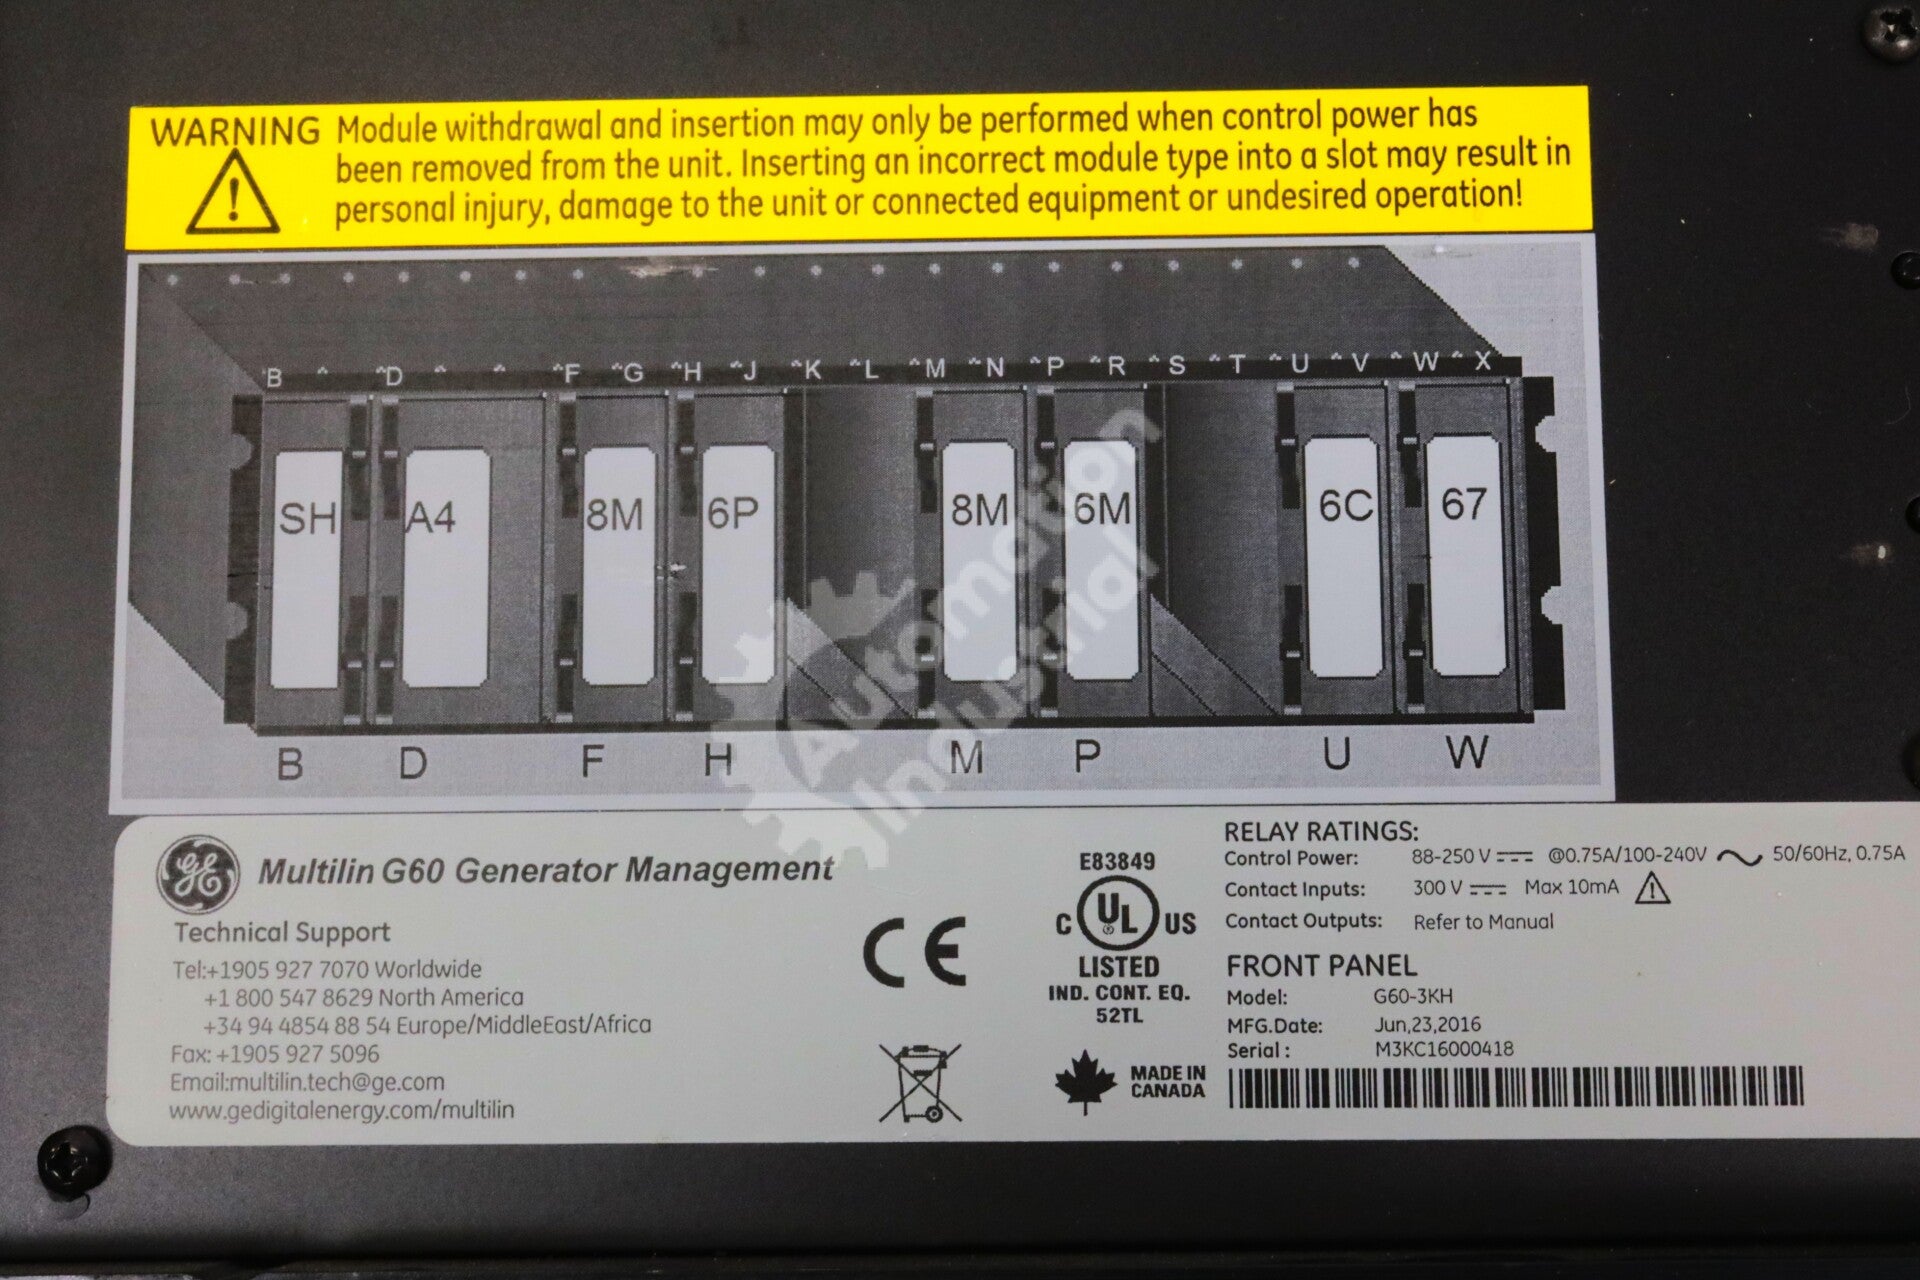 WARNING Module withdrawal and insertion may only be performed when control power has
been removed from the unit. Inserting an incorrect module type into a slot may result in
personal injury, damage to the unit or connected equipment or undesired operation!
B D F G H J K L M N P R S T U V W X
SH A4 8M 6P 8M 6M 6C 67
B D F H M P U W
Automation
Industrial
GE Multilin G60 Generator Management
Technical Support
Tel:+1905 927 7070 Worldwide
+1 800 547 8629 North America
+34 94 4854 88 54 Europe/MiddleEast/Africa
Fax: +1905 927 5096
Email:multilin.tech@ge.com
www.gedigitalenergy.com/multilin
CE
E83849
C UL US
®
LISTED
IND. CONT. EQ.
52TL
MADE IN
CANADA
RELAY RATINGS:
Control Power: 88-250 V @0.75A/100-240V 50/60Hz, 0.75A
Contact Inputs: 300 V Max 10mA
Contact Outputs: Refer to Manual
FRONT PANEL
Model: G60-3KH
MFG.Date: Jun,23,2016
Serial : M3KC16000418